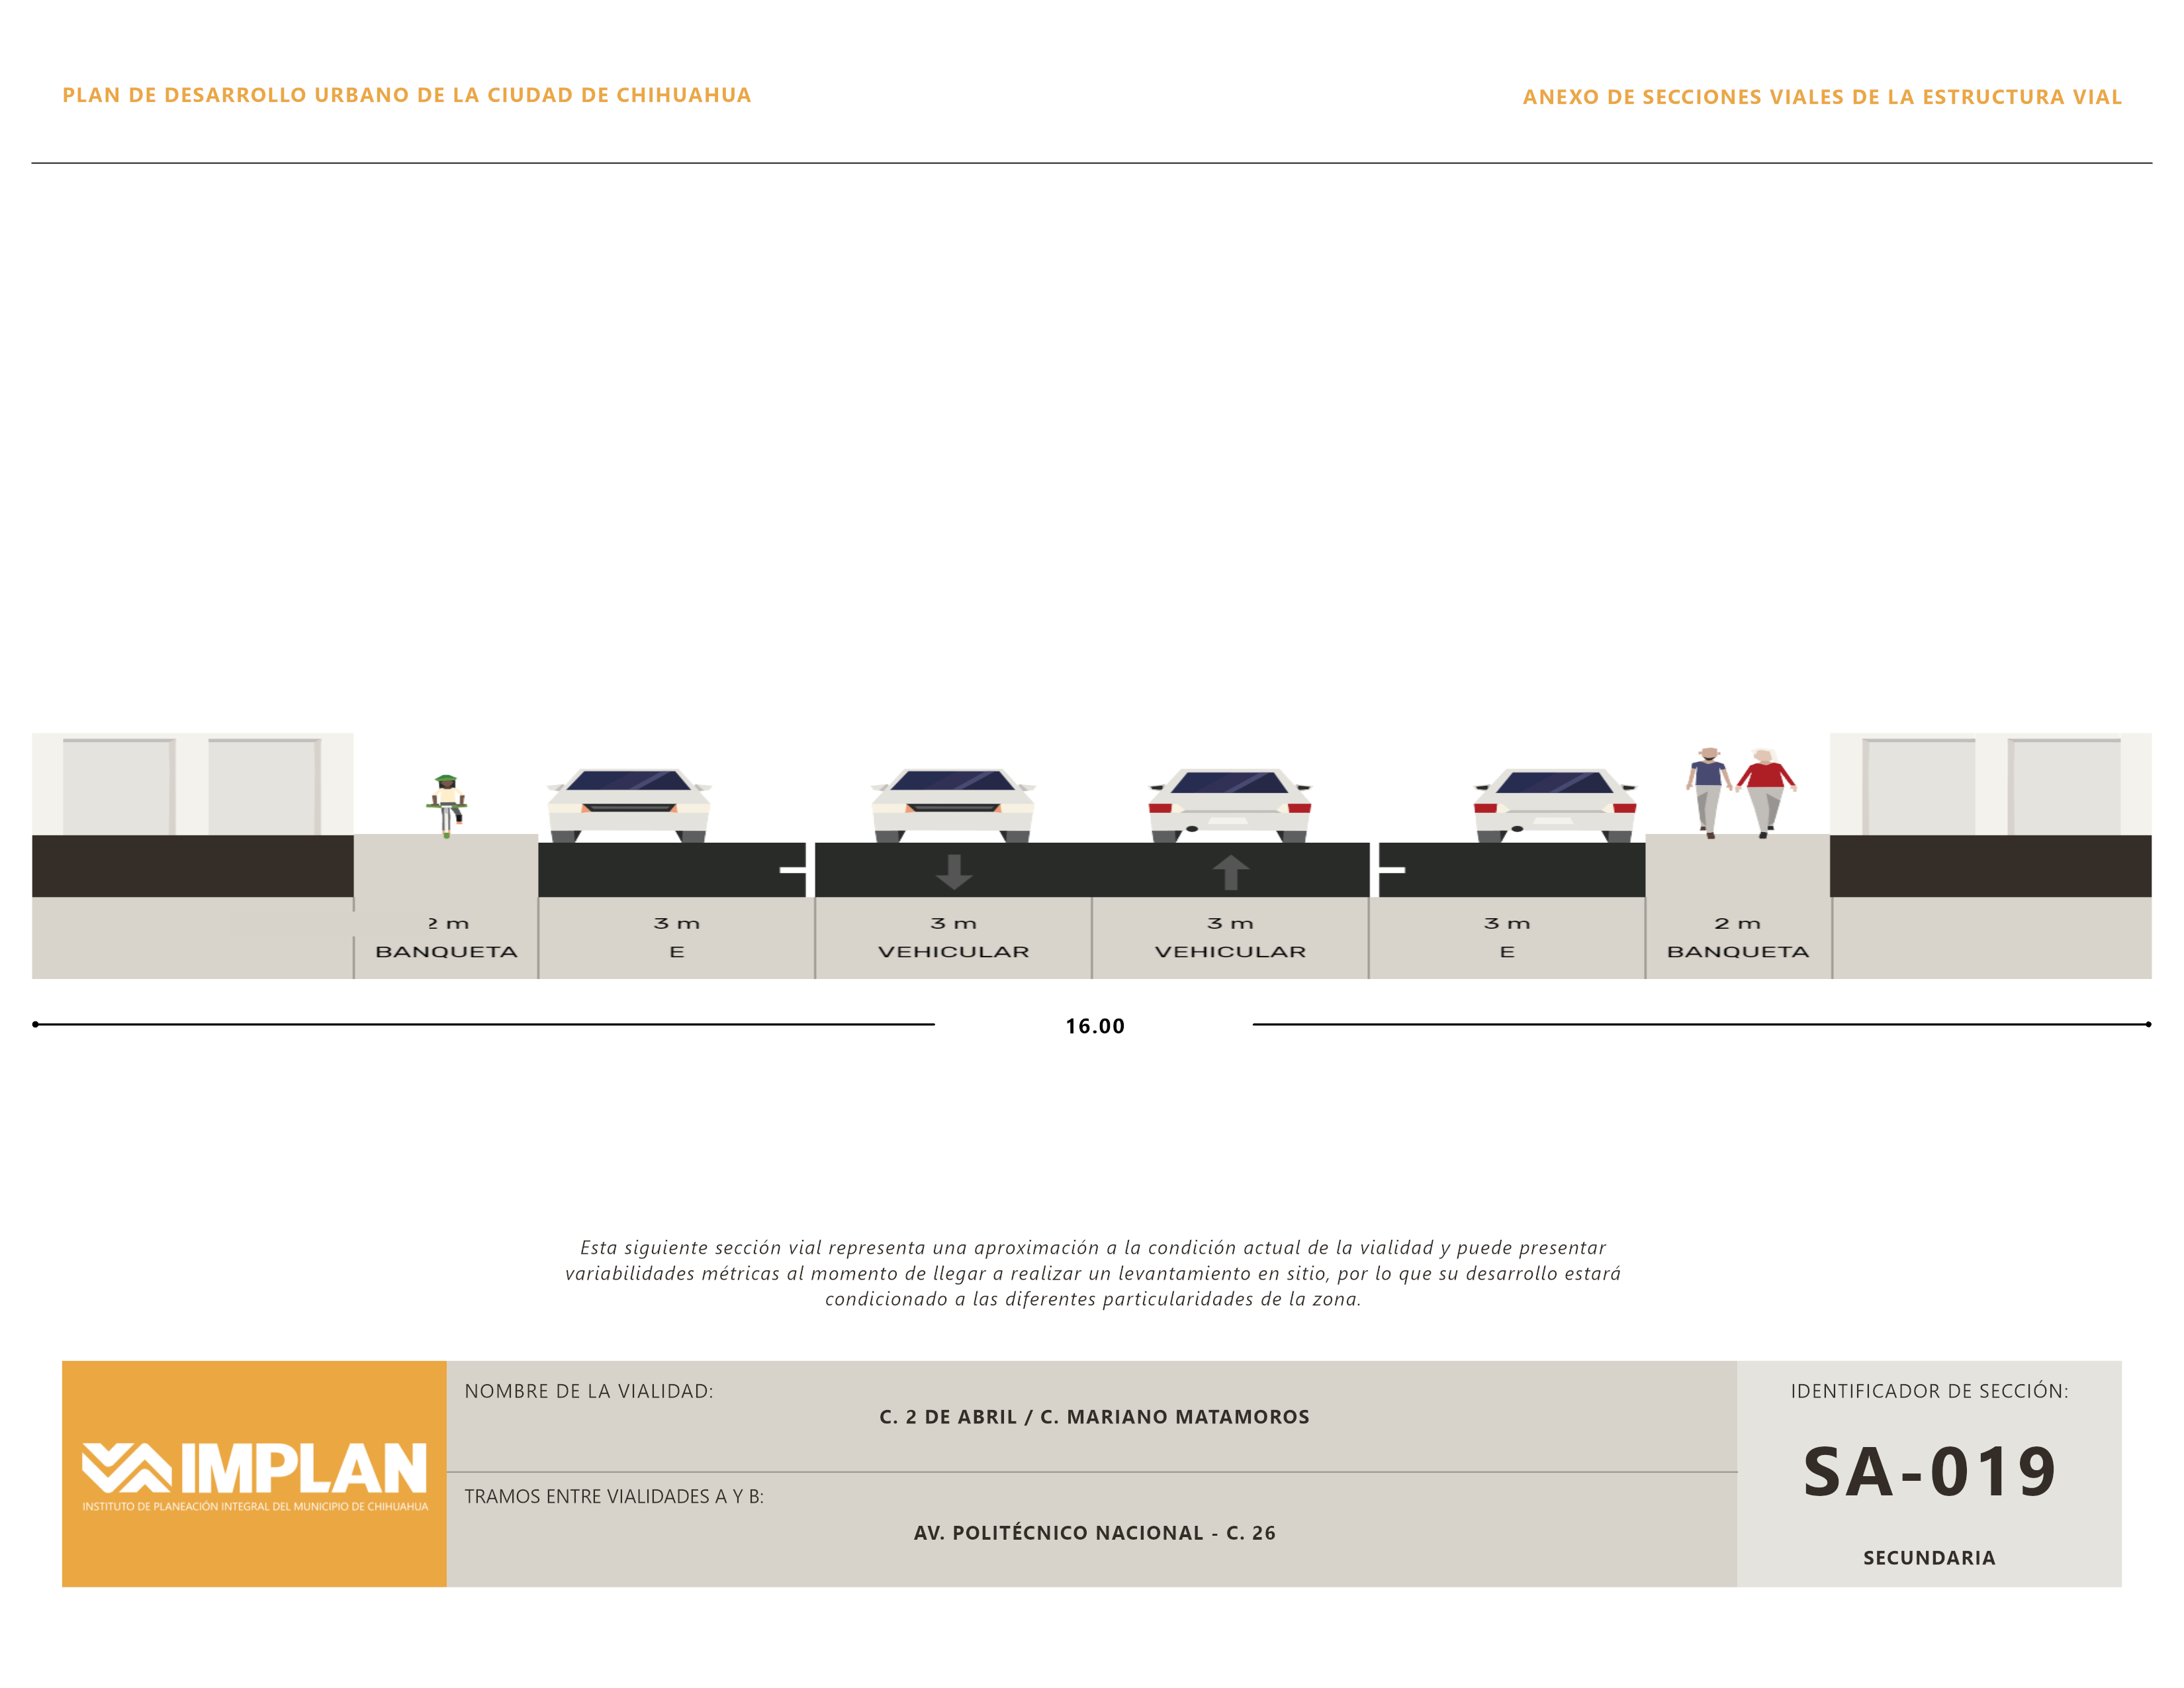 PLAN DE DESARROLLO URBANO DE LA CIUDAD DE CHIHUAHUA
ANEXO DE SECCIONES VIALES DE LA ESTRUCTURA VIAL
2 m
BANQUETA
3 m
E
3 m
VEHICULAR
3 m
VEHICULAR
3 m
E
2 m
BANQUETA
16.00
Esta siguiente sección vial representa una aproximación a la condición actual de la vialidad y puede presentar
variabilidades métricas al momento de llegar a realizar un levantamiento en sitio, por lo que su desarrollo estará
condicionado a las diferentes particularidades de la zona.
IMPLAN
INSTITUTO DE PLANEACIÓN INTEGRAL DEL MUNICIPIO DE CHIHUAHUA
NOMBRE DE LA VIALIDAD:
C. 2 DE ABRIL / C. MARIANO MATAMOROS
TRAMOS ENTRE VIALIDADES A Y B:
AV. POLITÉCNICO NACIONAL - C. 26
IDENTIFICADOR DE SECCIÓN:
SA-019
SECUNDARIA